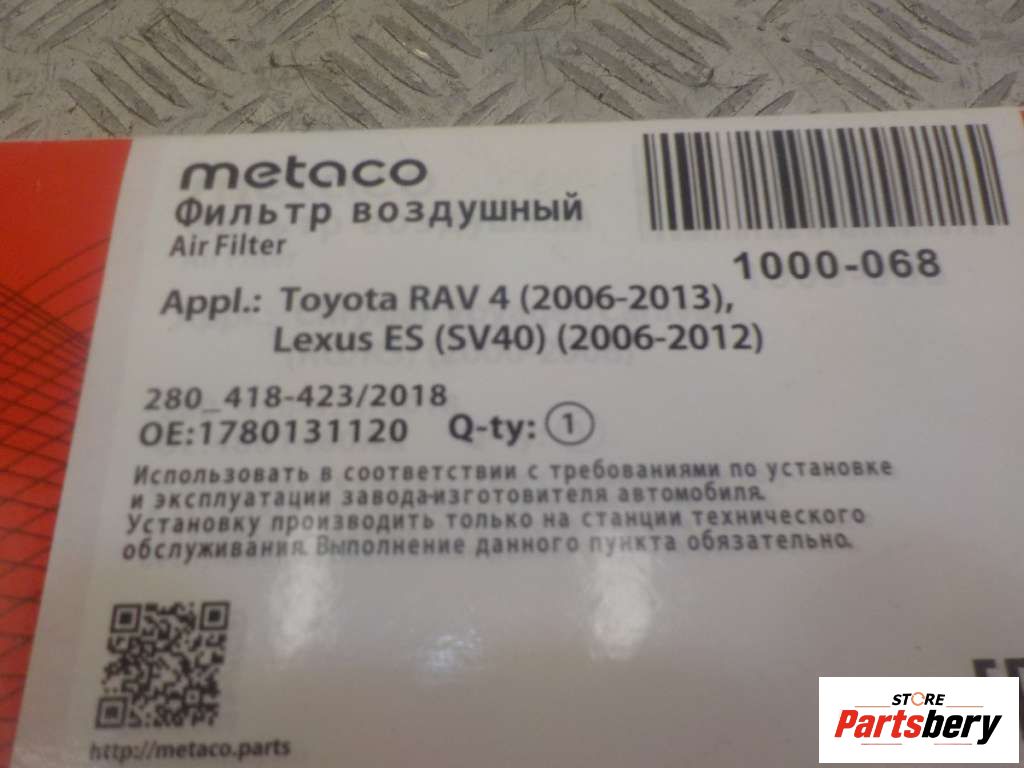 metaco
Фильтр воздушный
Air Filter
1000-068
Appl.: Toyota RAV 4 (2006-2013),
Lexus ES (SV40) (2006-2012)
280_418-423/2018
OE:1780131120 Q-ty: 1
Использовать в соответствии с требованиями по установке
и эксплуатации завода-изготовителя автомобиля.
Установку производить только на станции технического
обслуживания. Выполнение данного пункта обязательно.
http://metaco.parts
STORE
Partsbery